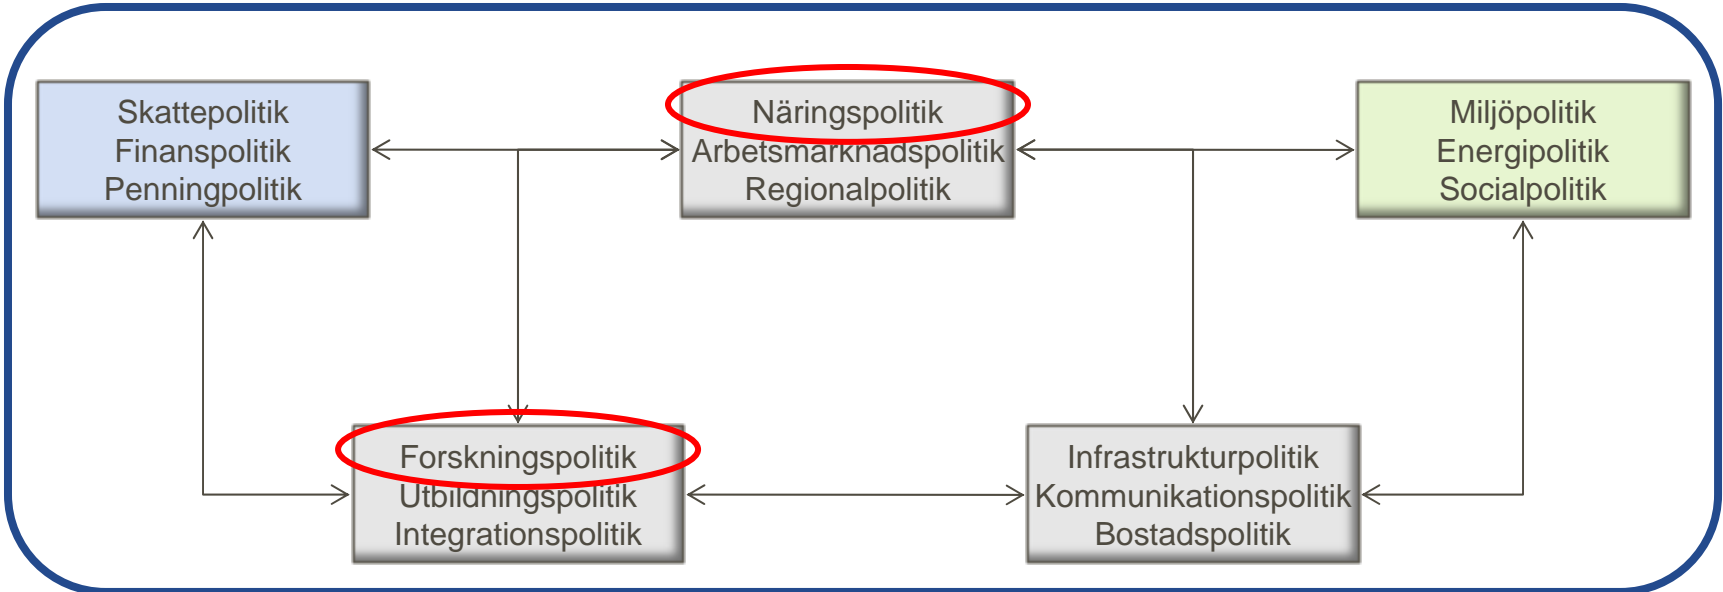 Skattepolitik
Finanspolitik
Penningpolitik
Näringspolitik
Arbetsmarknadspolitik
Regionalpolitik
Miljöpolitik
Energipolitik
Socialpolitik
Forskningspolitik
Utbildningspolitik
Integrationspolitik
Infrastrukturpolitik
Kommunikationspolitik
Bostadspolitik